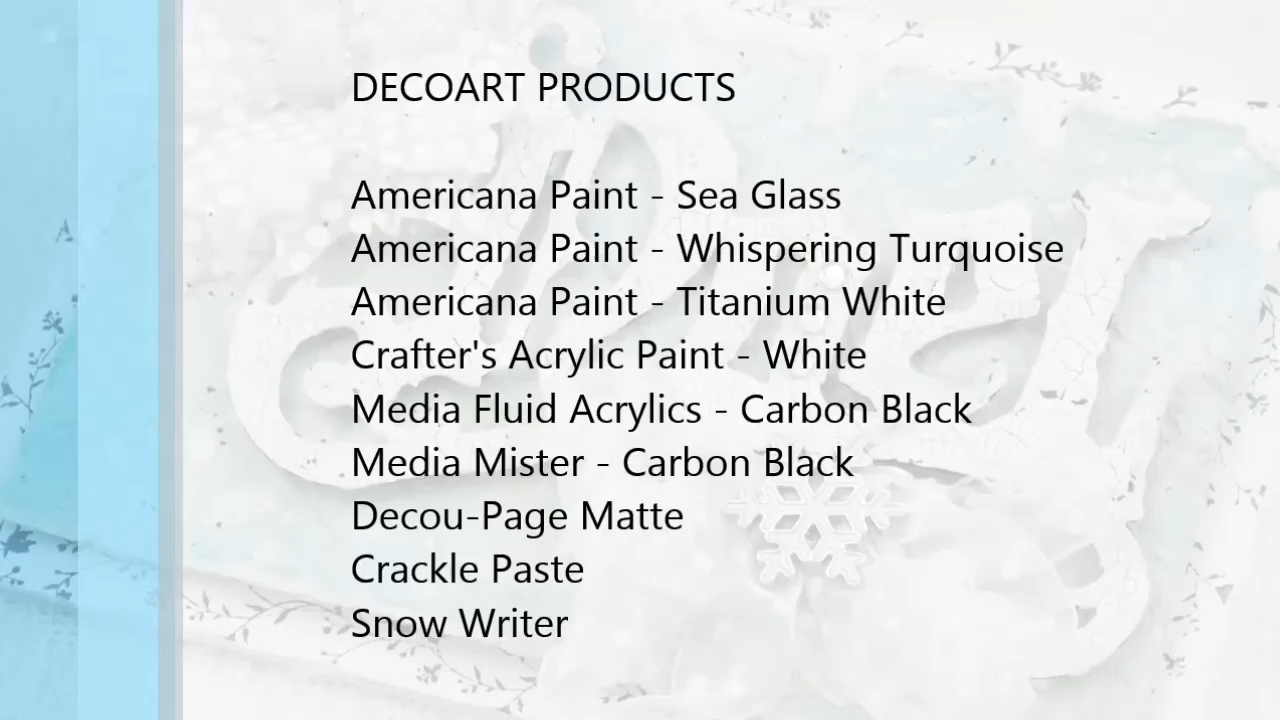 DECOART PRODUCTS
Americana Paint - Sea Glass
Americana Paint - Whispering Turquoise
Americana Paint - Titanium White
Crafter's Acrylic Paint - White
Media Fluid Acrylics - Carbon Black
Media Mister - Carbon Black
Decou-Page Matte
Crackle Paste
Snow Writer